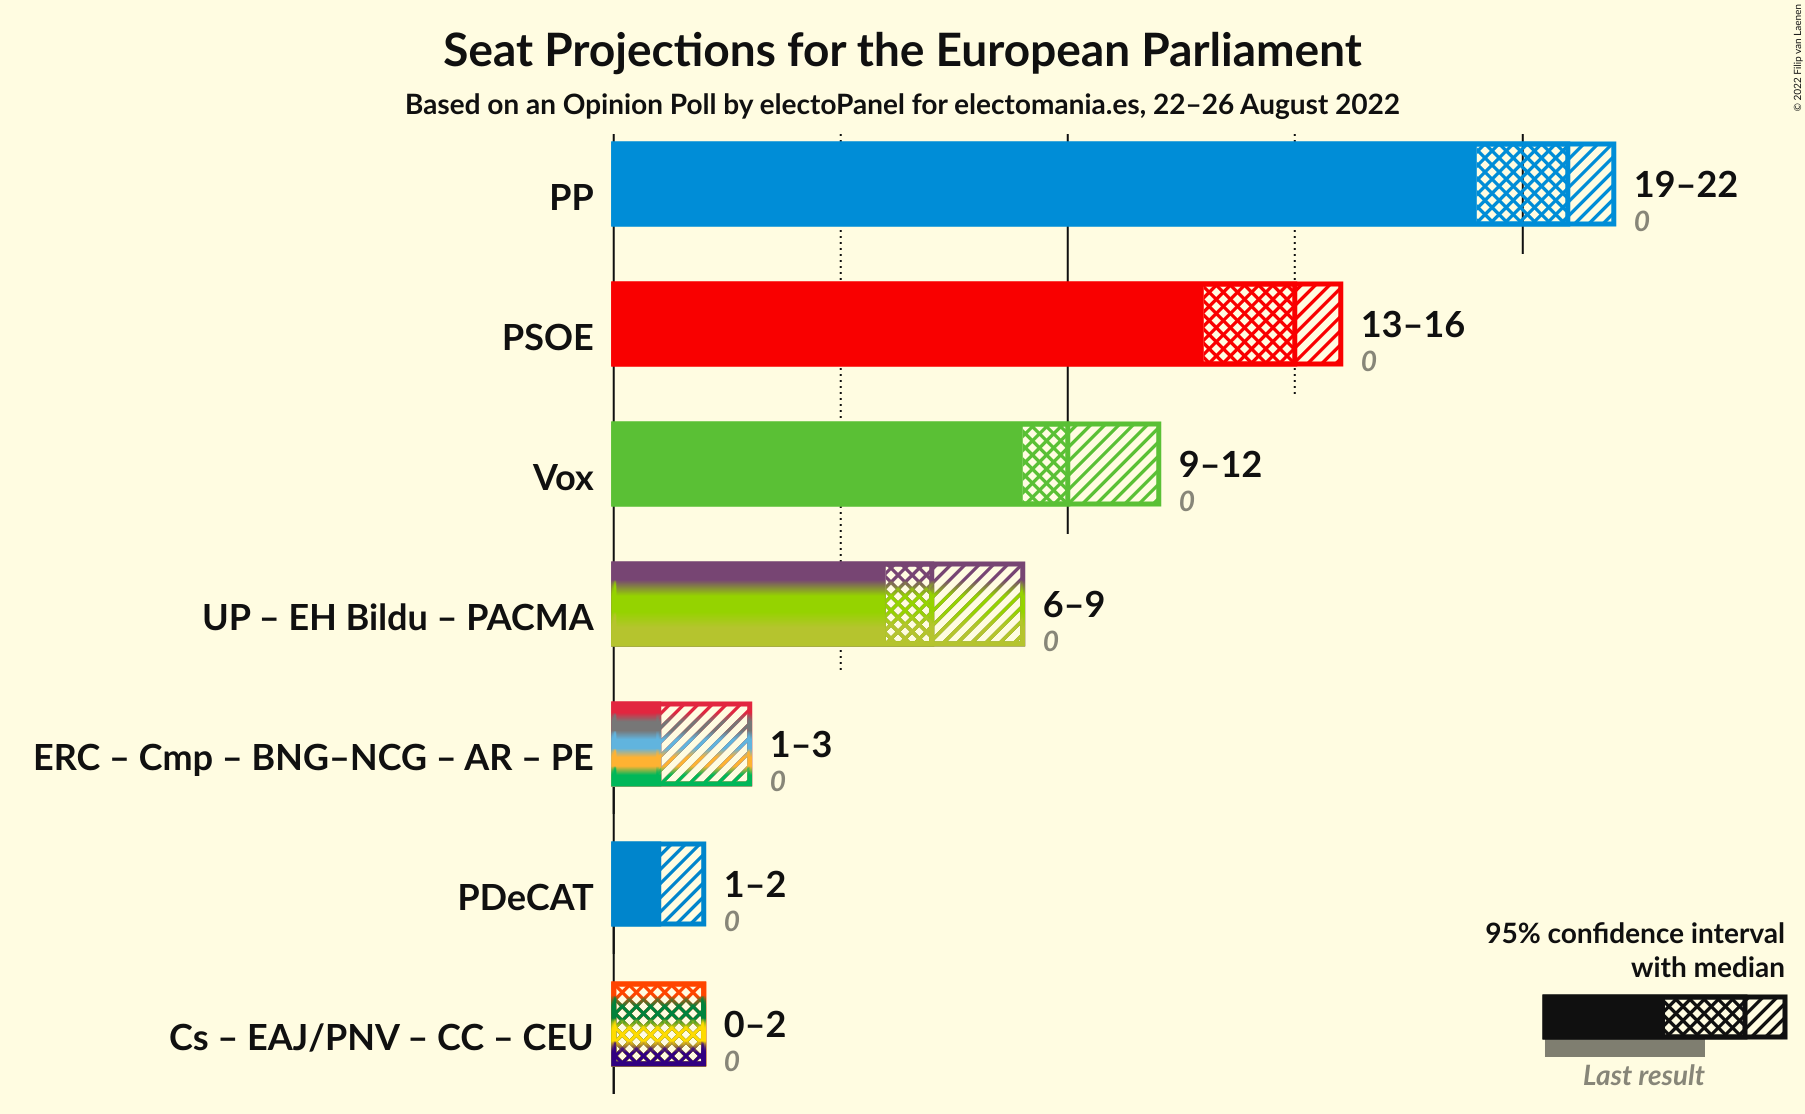 Seat Projections for the European Parliament
Based on an Opinion Poll by electoPanel for electomania.es, 22–26 August 2022
© 2022 Filip van Laenen
PP
19–22
0
PSOE
13–16
0
Vox
9–12
0
UP – EH Bildu – PACMA
6–9
0
ERC – Cmp – BNG–NCG – AR – PE
1–3
0
PDeCAT
1–2
0
Cs – EAJ/PNV – CC – CEU
0–2
0
95% confidence interval
with median
Last result